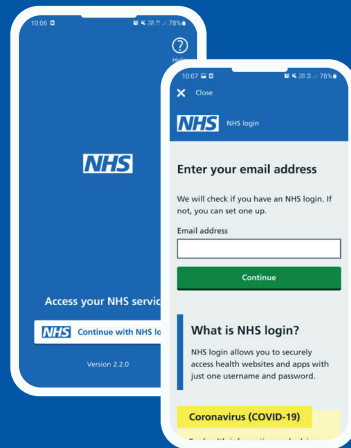 10:06
78%
?
NHS
Access your NHS servic
NHS Continue with NHS lo
Version 2.2.0
10:07
78%
X Close
NHS NHS login
Enter your email address
We will check if you have an NHS login. If
not, you can set one up.
Email address
Continue
What is NHS login?
NHS login allows you to securely
access health websites and apps with
just one username and password.
Coronavirus (COVID-19)